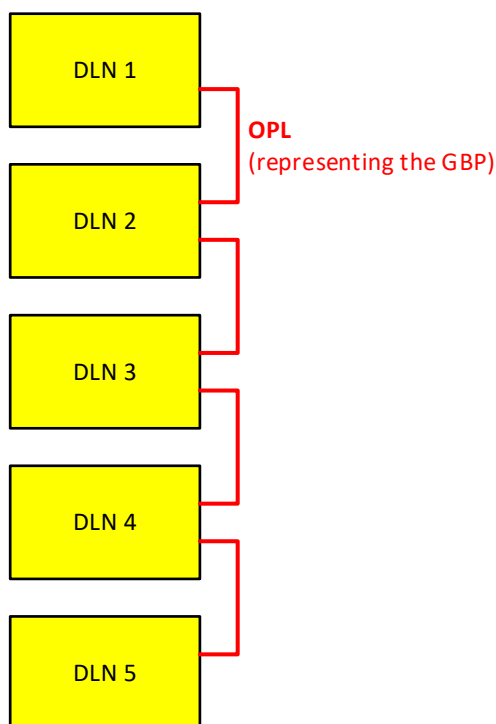 DLN 1
OPL
(representing the GBP)
DLN 2
DLN 3
DLN 4
DLN 5